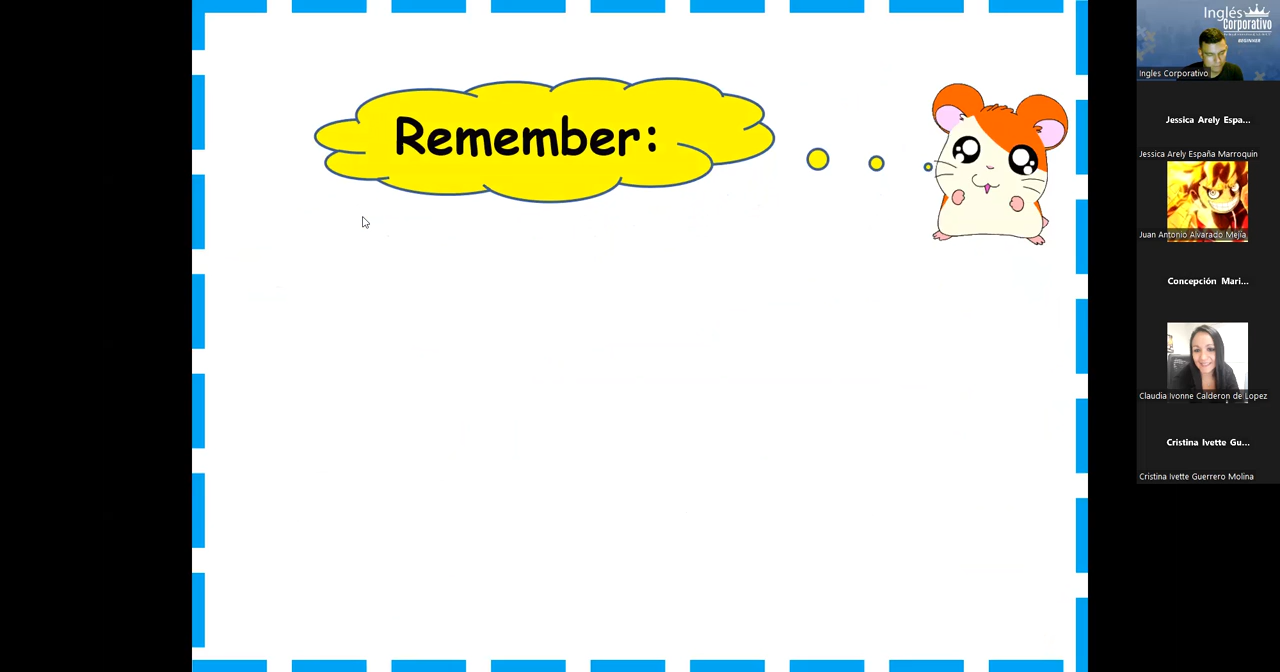 Remember:
Inglés
Corporativo
BEGINNER
Ingles Corporativo
Jessica Arely Espa...
Jessica Arely España Marroquin
Juan Antonio Alvarado Mejía
Concepción Mari...
Claudia Ivonne Calderon de Lopez
Cristina Ivette Gu...
Cristina Ivette Guerrero Molina